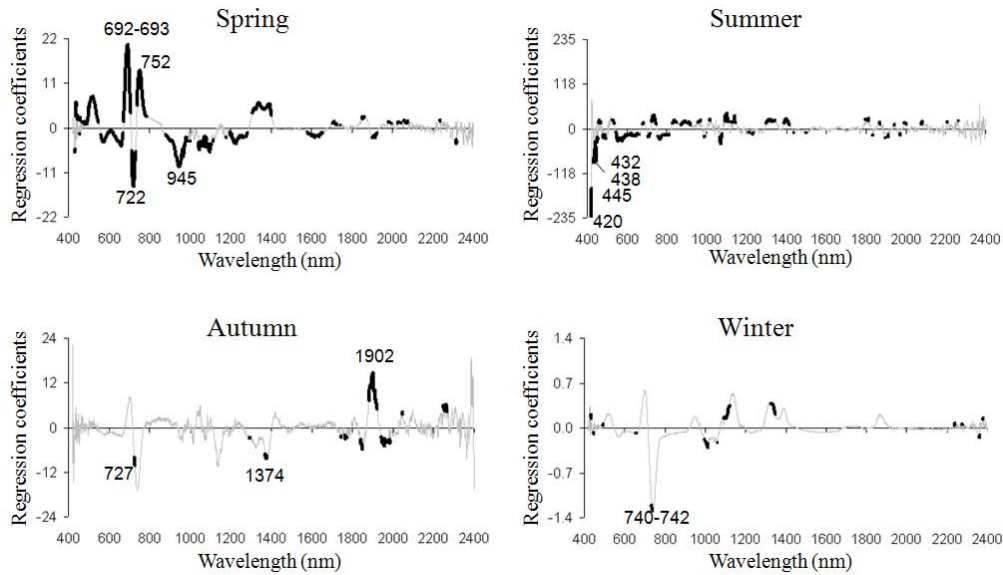 Spring
Regression coefficients
22
11
0
-11
-22
692-693
752
722
945
400 600 800 1000 1200 1400 1600 1800 2000 2200 2400
Wavelength (nm)
Summer
Regression coefficients
235
118
0
-118
-235
432
438
445
420
400 600 800 1000 1200 1400 1600 1800 2000 2200 2400
Wavelength (nm)
Autumn
Regression coefficients
24
12
0
-12
-24
1902
727
1374
400 600 800 1000 1200 1400 1600 1800 2000 2200 2400
Wavelength (nm)
Winter
Regression coefficients
1.4
0.7
0.0
-0.7
-1.4
740-742
400 600 800 1000 1200 1400 1600 1800 2000 2200 2400
Wavelength (nm)